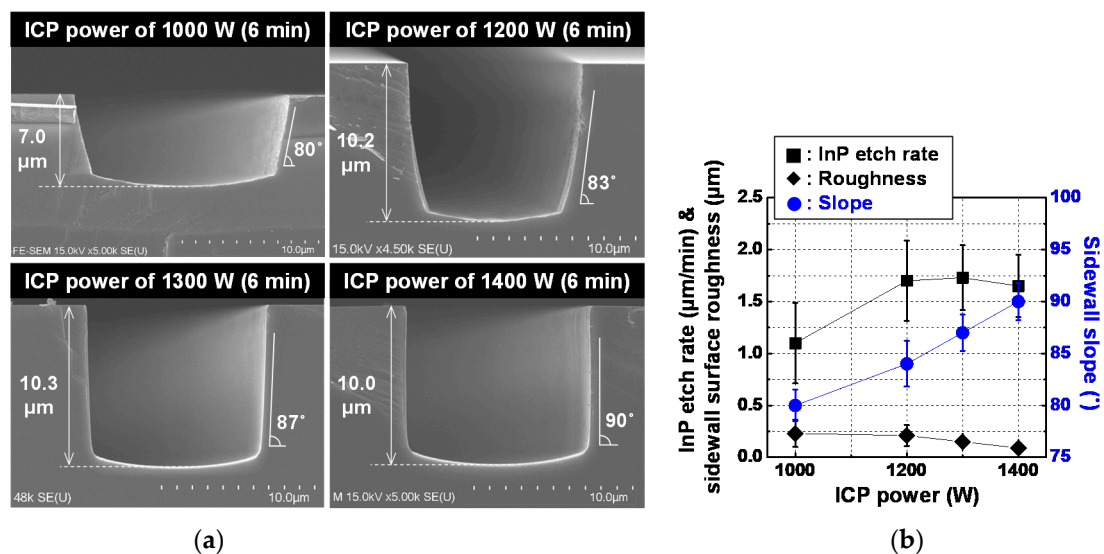 ICP power of 1000 W (6 min)
7.0
µm
80˚
-FE-SEM 15.0kV x5.00k SE(U)
10.0µm
ICP power of 1200 W (6 min)
10.2
µm
83˚
15.0kV x4.50k SE(U)
10.0µm
ICP power of 1300 W (6 min)
10.3
µm
87˚
48k SE(U)
10.0µm
ICP power of 1400 W (6 min)
10.0
µm
90˚
M 15.0kV x5.00k SE(U)
10.0µm
(a)
: InP etch rate
: Roughness
: Slope
InP etch rate (µm/min) &
sidewall surface roughness (µm)
2.5
2.0
1.5
1.0
0.5
0.0
100
95
90
85
80
75
Sidewall slope (˚)
1000
1200
1400
ICP power (W)
(b)